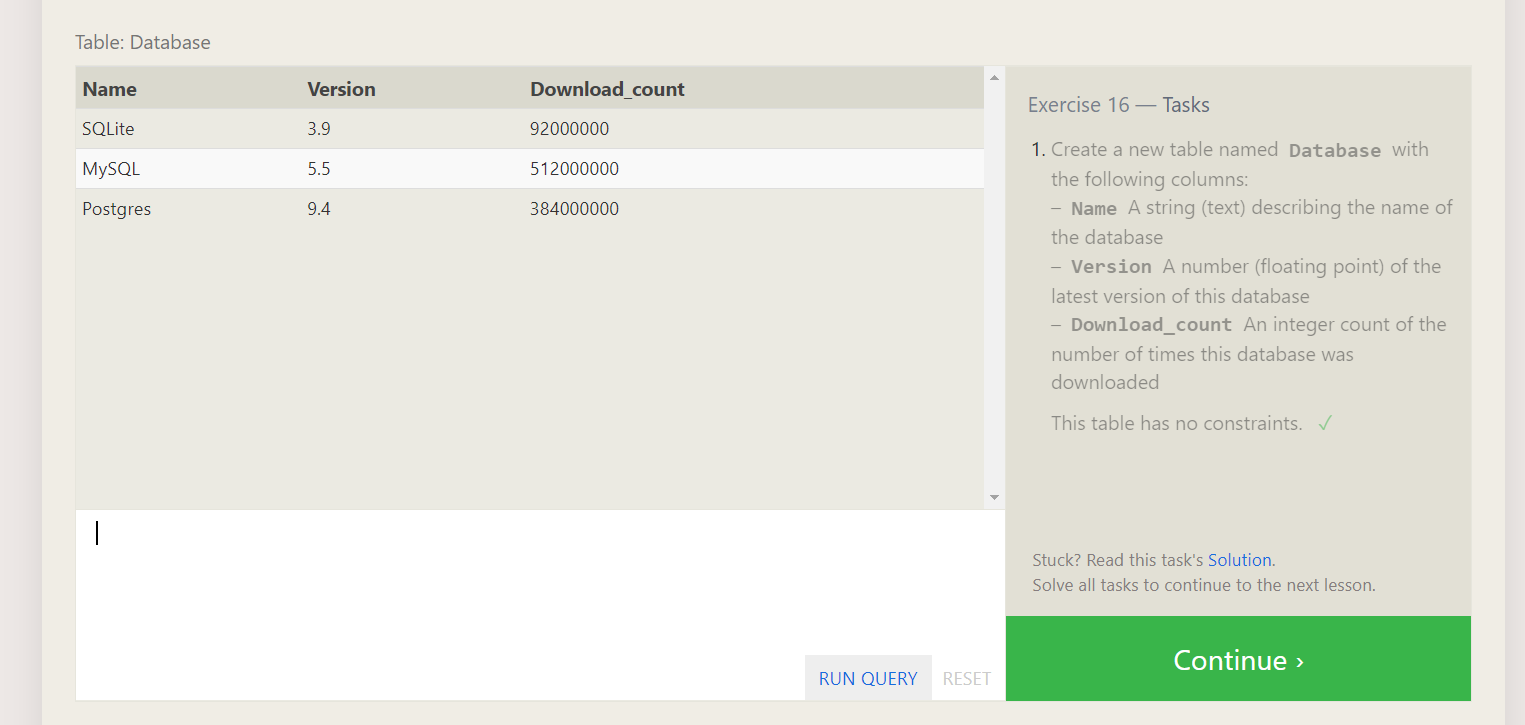 Table: Database
Name Version Download_count
SQLite 3.9 92000000
MySQL 5.5 512000000
Postgres 9.4 384000000
RUN QUERY RESET
Exercise 16 — Tasks
1. Create a new table named Database with
the following columns:
– Name A string (text) describing the name of
the database
– Version A number (floating point) of the
latest version of this database
– Download_count An integer count of the
number of times this database was
downloaded
This table has no constraints. ✓
Stuck? Read this task's Solution.
Solve all tasks to continue to the next lesson.
Continue ›